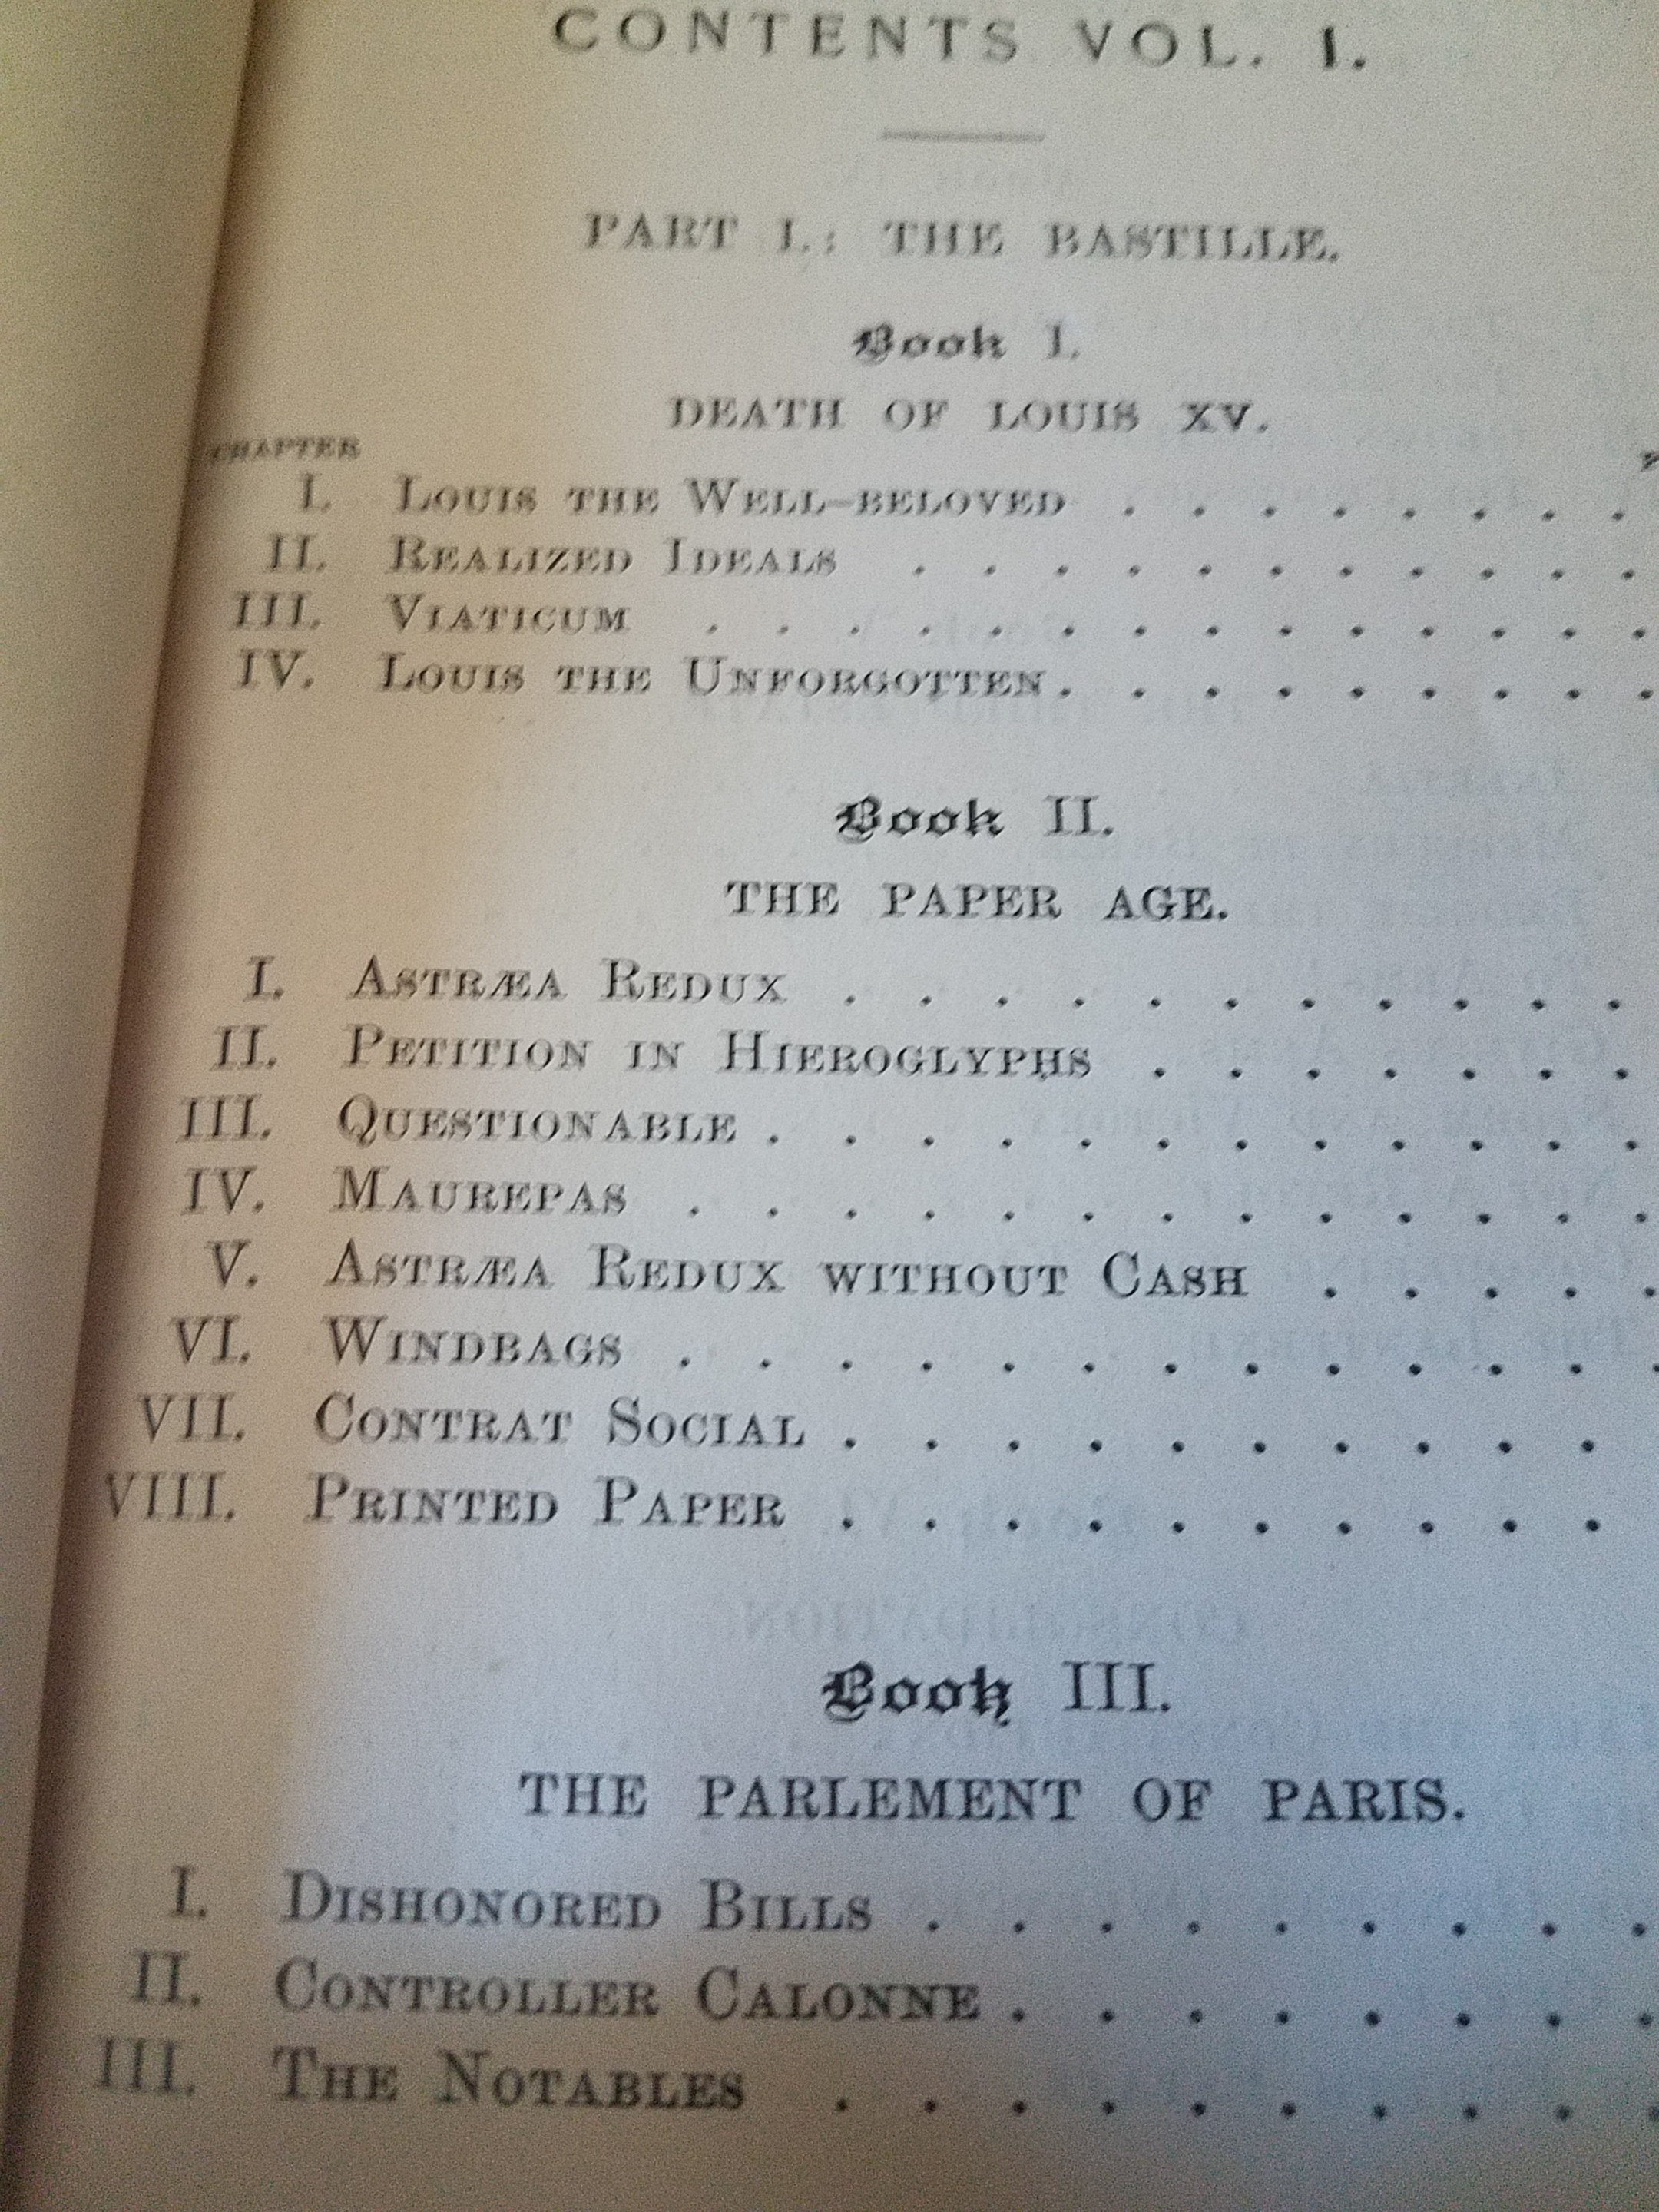 CONTENTS VOL. I.
PART I.: THE BASTILLE.
Book I.
DEATH OF LOUIS XV.
CHAPTER
I. LOUIS THE WELL-BELOVED . . . . . . . .
II. REALIZED IDEALS . . . . . . . . . . .
III. VIATICUM . . . . . . . . . . . . . .
IV. LOUIS THE UNFORGOTTEN . . . . . . . . .
Book II.
THE PAPER AGE.
I. ASTRÆA REDUX . . . . . . . . . . .
II. PETITION IN HIEROGLYPHS . . . . . . .
III. QUESTIONABLE . . . . . . . . . . . .
IV. MAUREPAS . . . . . . . . . . . . .
V. ASTRÆA REDUX WITHOUT CASH . . . . .
VI. WINDBAGS . . . . . . . . . . . . .
VII. CONTRAT SOCIAL . . . . . . . . . .
VIII. PRINTED PAPER . . . . . . . . . .
Book III.
THE PARLEMENT OF PARIS.
I. DISHONORED BILLS . . . . . . . . .
II. CONTROLLER CALONNE . . . . . . . .
III. THE NOTABLES . . . . . . . . . .